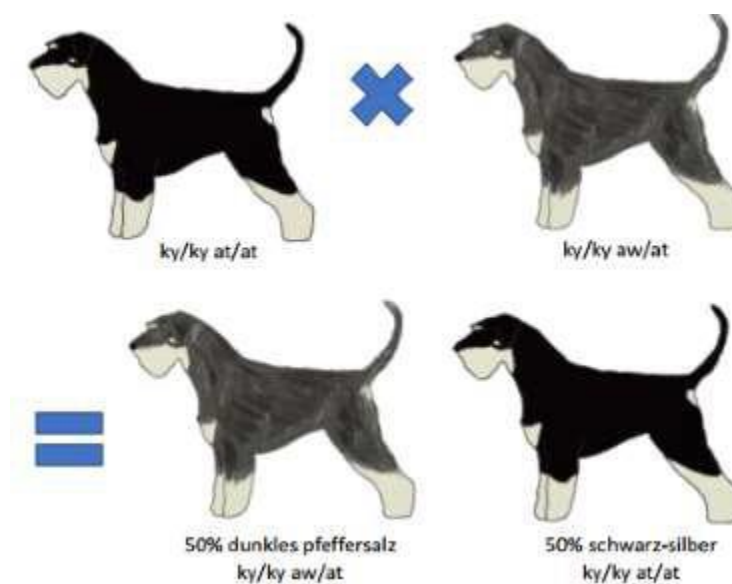 ky/ky at/at
ky/ky aw/at
50% dunkles pfeffersalz
ky/ky aw/at
50% schwarz-silber
ky/ky at/at